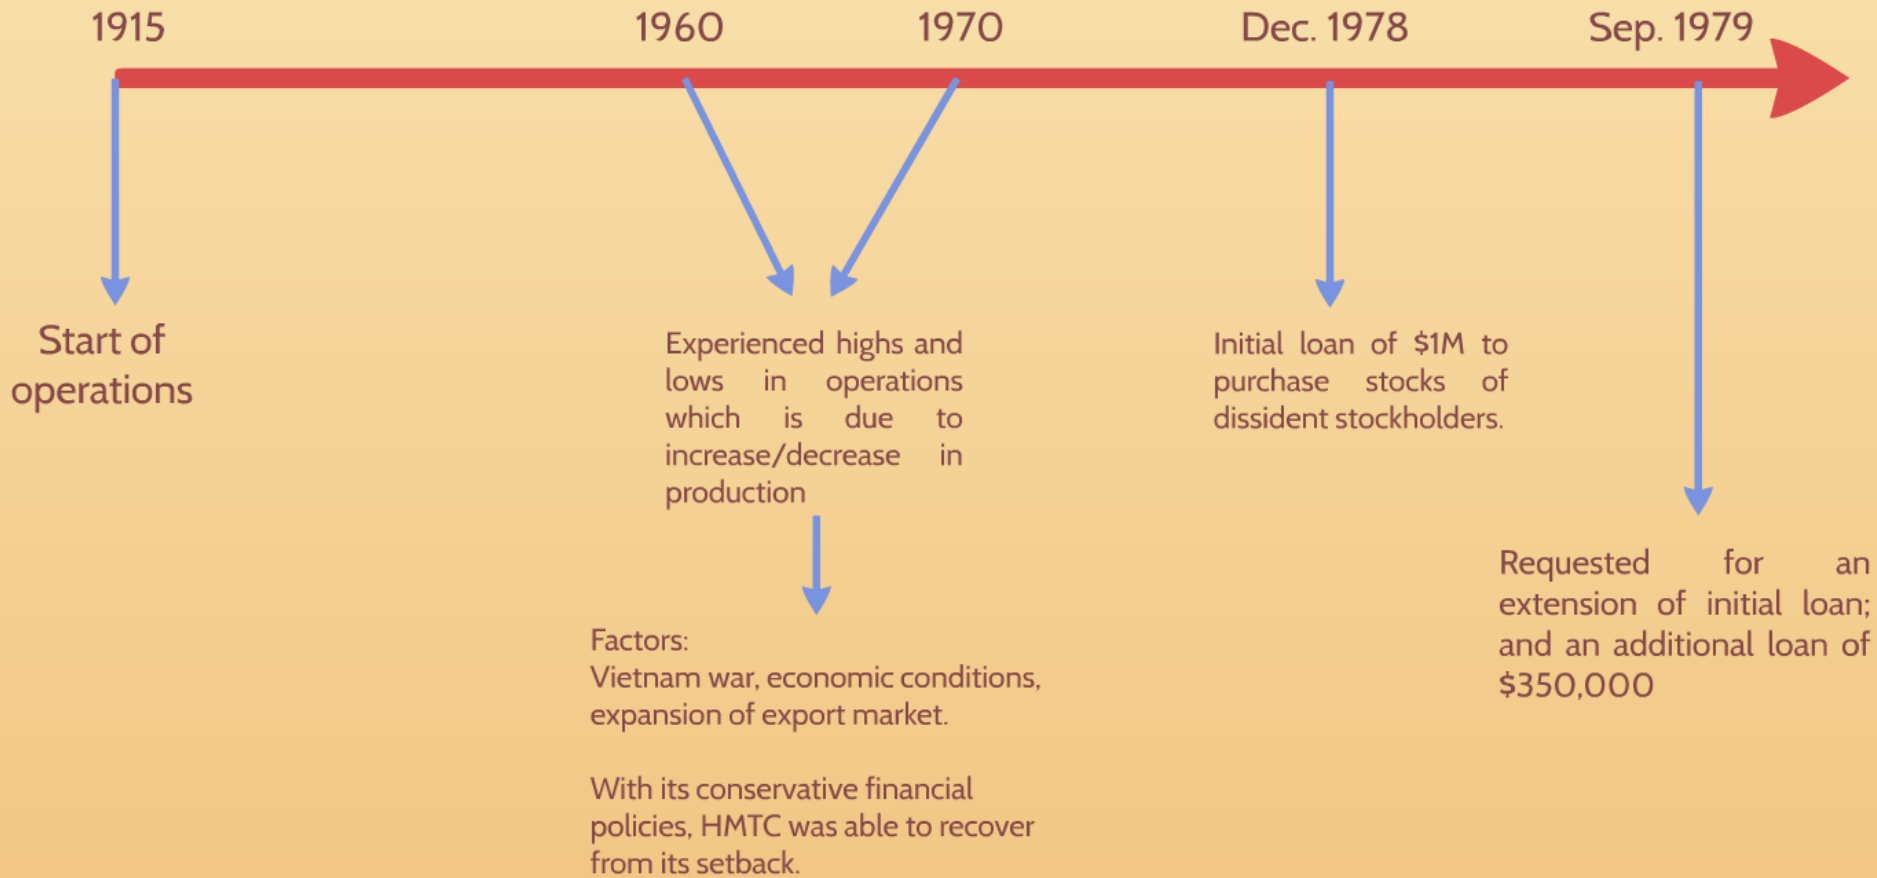 1915
1960
1970
Dec. 1978
Sep. 1979
Start of
operations
Experienced highs and
lows in operations
which is due to
increase/decrease in
production
Factors:
Vietnam war, economic conditions,
expansion of export market.
With its conservative financial
policies, HMTC was able to recover
from its setback.
Initial loan of $1M to
purchase stocks of
dissident stockholders.
Requested for an
extension of initial loan;
and an additional loan of
$350,000